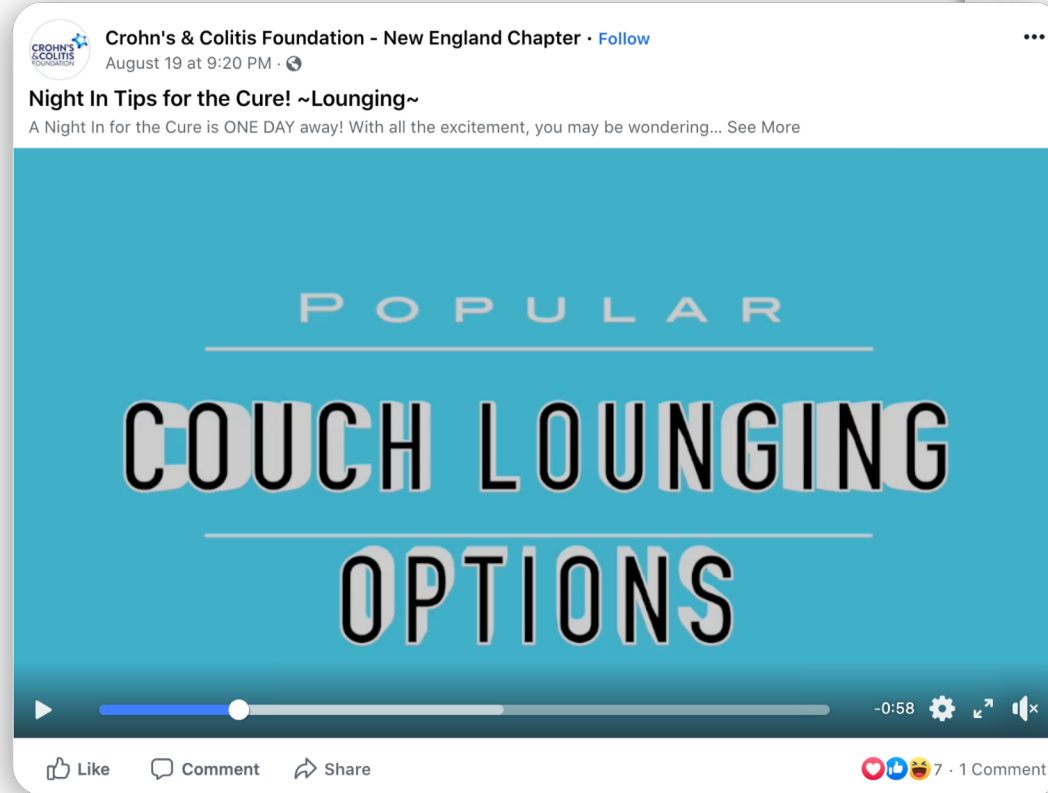 CROHN'S
&COLITIS
FOUNDATION
Crohn's & Colitis Foundation - New England Chapter · Follow
August 19 at 9:20 PM ·
Night In Tips for the Cure! ~Lounging~
A Night In for the Cure is ONE DAY away! With all the excitement, you may be wondering... See More
POPULAR
COUCH LOUNGING
OPTIONS
-0:58
Like Comment Share 7 · 1 Comment